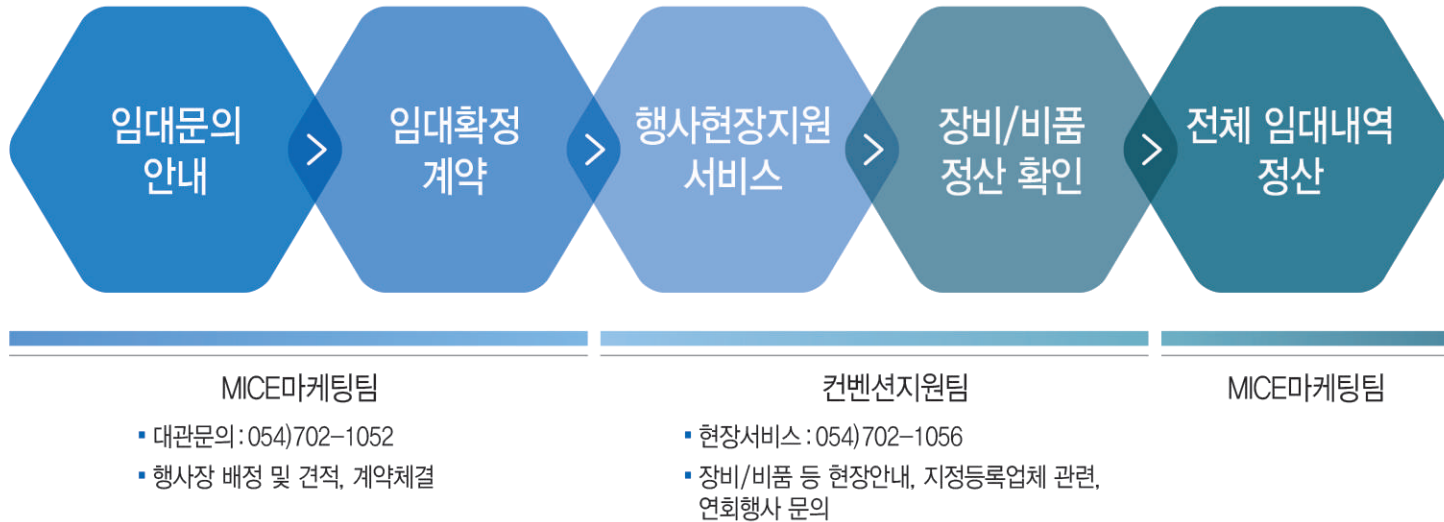 임대문의
안내
>
임대확정
계약
>
행사현장지원
서비스
>
장비/비품
정산 확인
>
전체 임대내역
정산
MICE마케팅팀
▪ 대관문의 : 054)702-1052
▪ 행사장 배정 및 견적, 계약체결
컨벤션지원팀
▪ 현장서비스 : 054)702-1056
▪ 장비/비품 등 현장안내, 지정등록업체 관련,
연회행사 문의
MICE마케팅팀